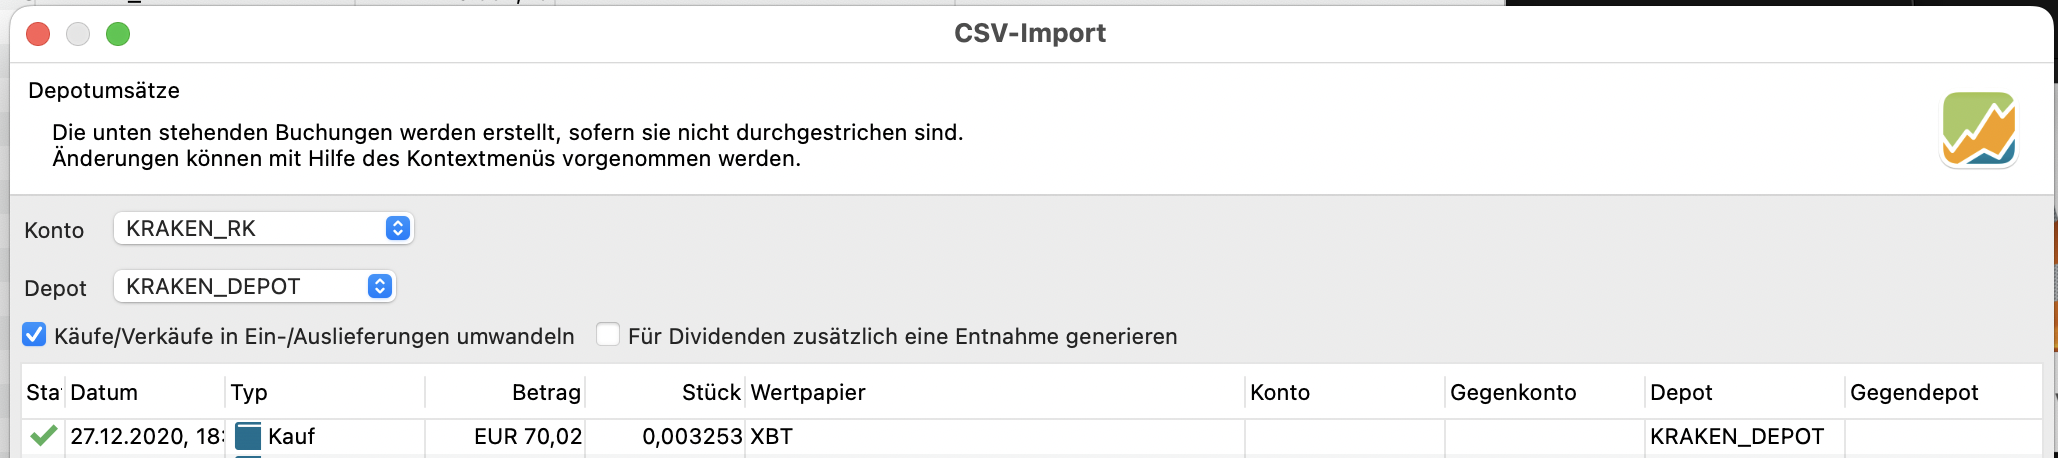 CSV-Import
Depotumsätze
Die unten stehenden Buchungen werden erstellt, sofern sie nicht durchgestrichen sind.
Änderungen können mit Hilfe des Kontextmenüs vorgenommen werden.
Konto KRAKEN_RK
Depot KRAKEN_DEPOT
Käufe/Verkäufe in Ein-/Auslieferungen umwandeln Für Dividenden zusätzlich eine Entnahme generieren
Sta Datum Typ Betrag Stück Wertpapier Konto Gegenkonto Depot Gegendepot
27.12.2020, 18: Kauf EUR 70,02 0,003253 XBT KRAKEN_DEPOT